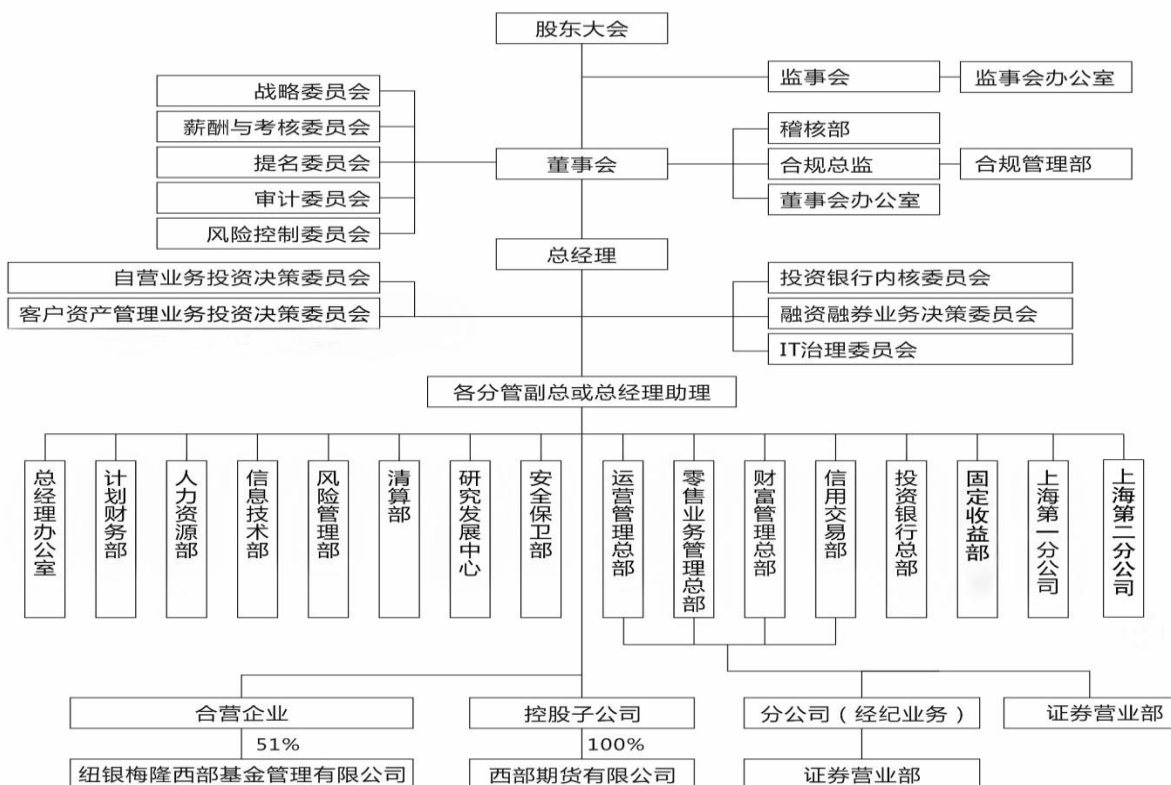 股东大会
监事会
监事会办公室
战略委员会
薪酬与考核委员会
提名委员会
审计委员会
风险控制委员会
董事会
稽核部
合规总监
合规管理部
董事会办公室
总经理
自营业务投资决策委员会
客户资产管理业务投资决策委员会
投资银行内核委员会
融资融券业务决策委员会
IT治理委员会
各分管副总或总经理助理
总经理办公室
计划财务部
人力资源部
信息技术部
风险管理部
清算部
研究发展中心
安全保卫部
运营管理总部
零售业务管理总部
财富管理总部
信用交易部
投资银行总部
固定收益部
上海第一分公司
上海第二分公司
合营企业
控股子公司
分公司（经纪业务）
证券营业部
51%
100%
纽银梅隆西部基金管理有限公司
西部期货有限公司
证券营业部